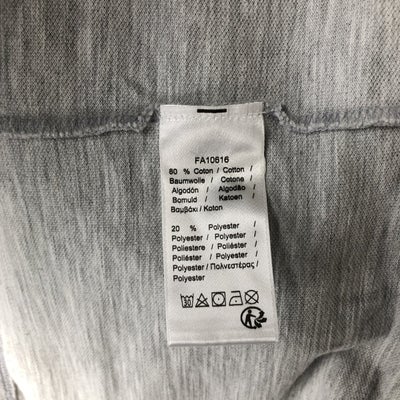 FA10616
80 % Coton / Cotton /
Baumwolle / Cotone /
Algodón / Algodão /
Bomuld / Katoen /
Βαμβάκι / Koton
20 % Polyester /
Polyester / Polyester /
Poliestere / Poliéster /
Poliéster / Polyester /
Polyester / Πολυεστέρας /
Polyester
30